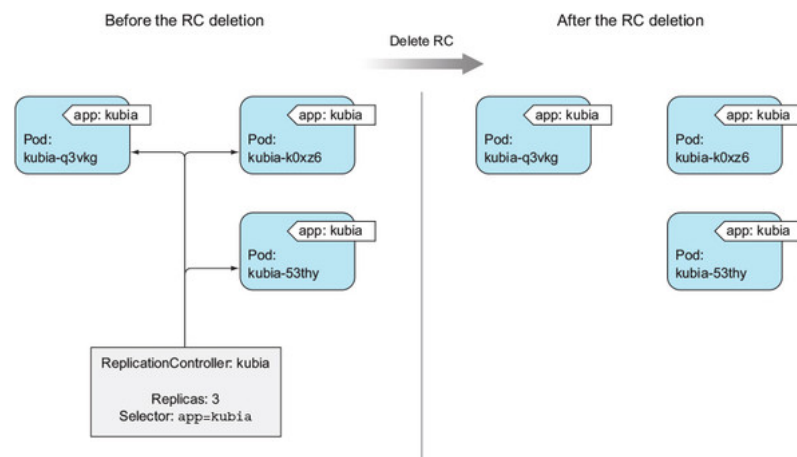 Before the RC deletion
Delete RC
After the RC deletion
app: kubia
Pod:
kubia-q3vkg
app: kubia
Pod:
kubia-k0xz6
app: kubia
Pod:
kubia-53thy
ReplicationController: kubia
Replicas: 3
Selector: app=kubia
app: kubia
Pod:
kubia-q3vkg
app: kubia
Pod:
kubia-k0xz6
app: kubia
Pod:
kubia-53thy